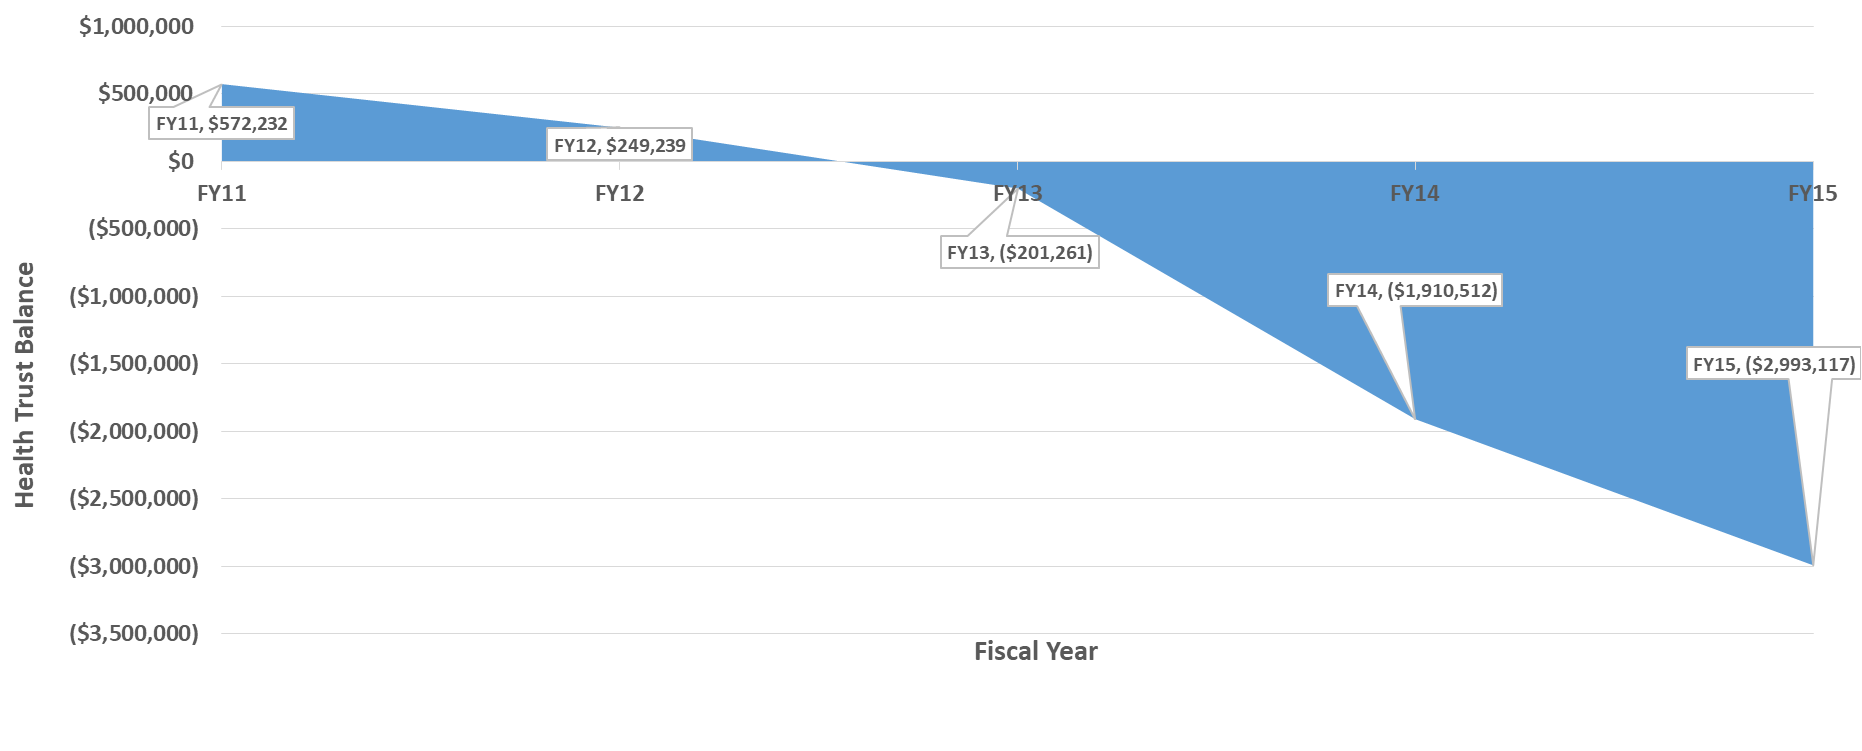 $1,000,000
$500,000
FY11, $572,232
FY12, $249,239
$0
FY11
FY12
FY13
FY14
FY15
($500,000)
FY13, ($201,261)
($1,000,000)
FY14, ($1,910,512)
($1,500,000)
FY15, ($2,993,117)
($2,000,000)
($2,500,000)
($3,000,000)
($3,500,000)
Health Trust Balance
Fiscal Year